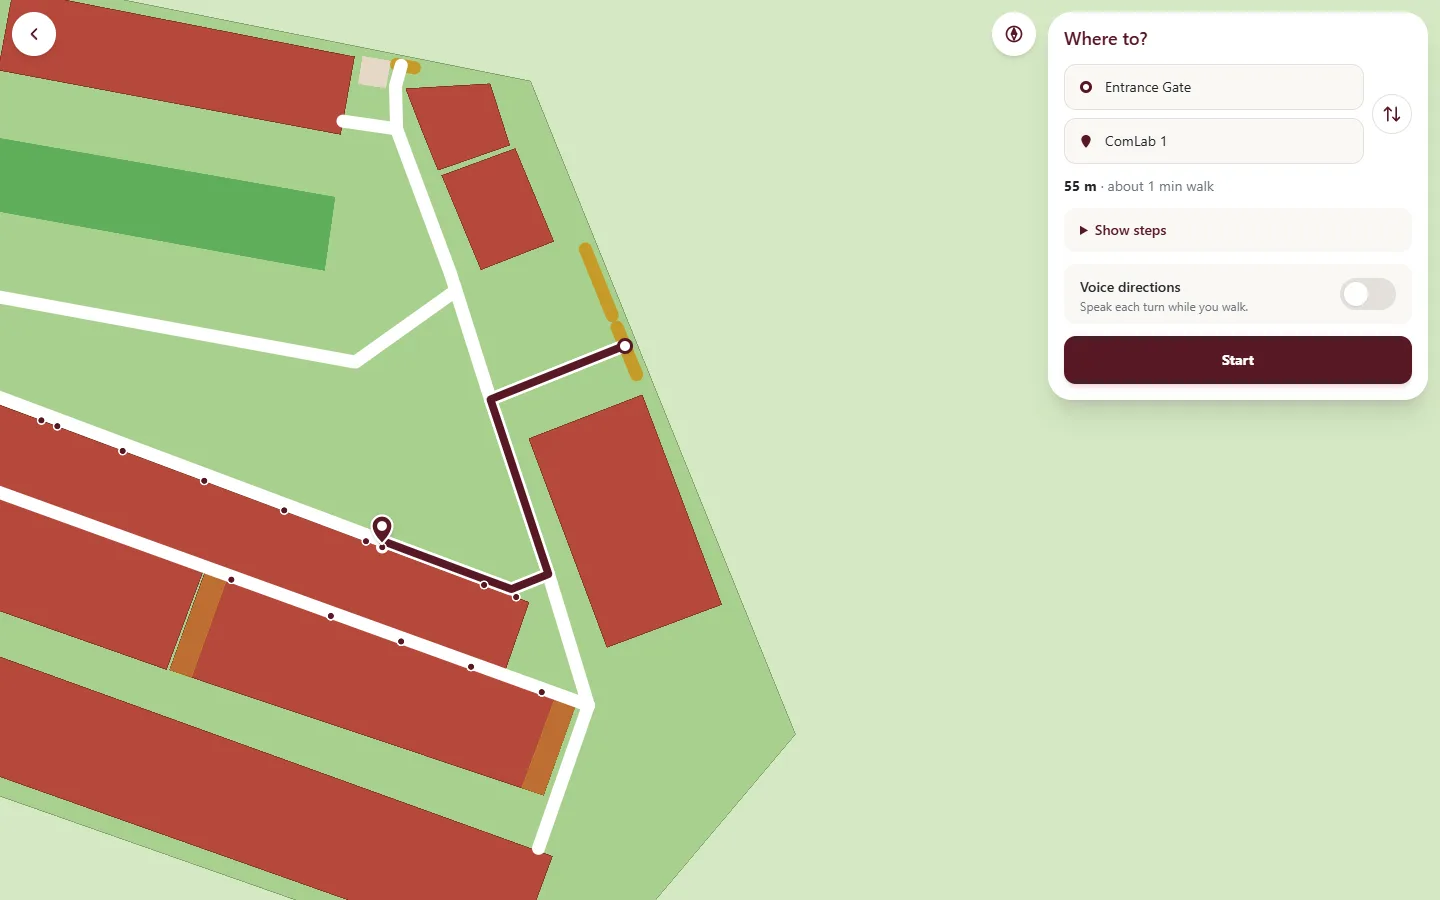 Where to?
Entrance Gate
ComLab 1
55 m · about 1 min walk
Show steps
Voice directions
Speak each turn while you walk.
Start